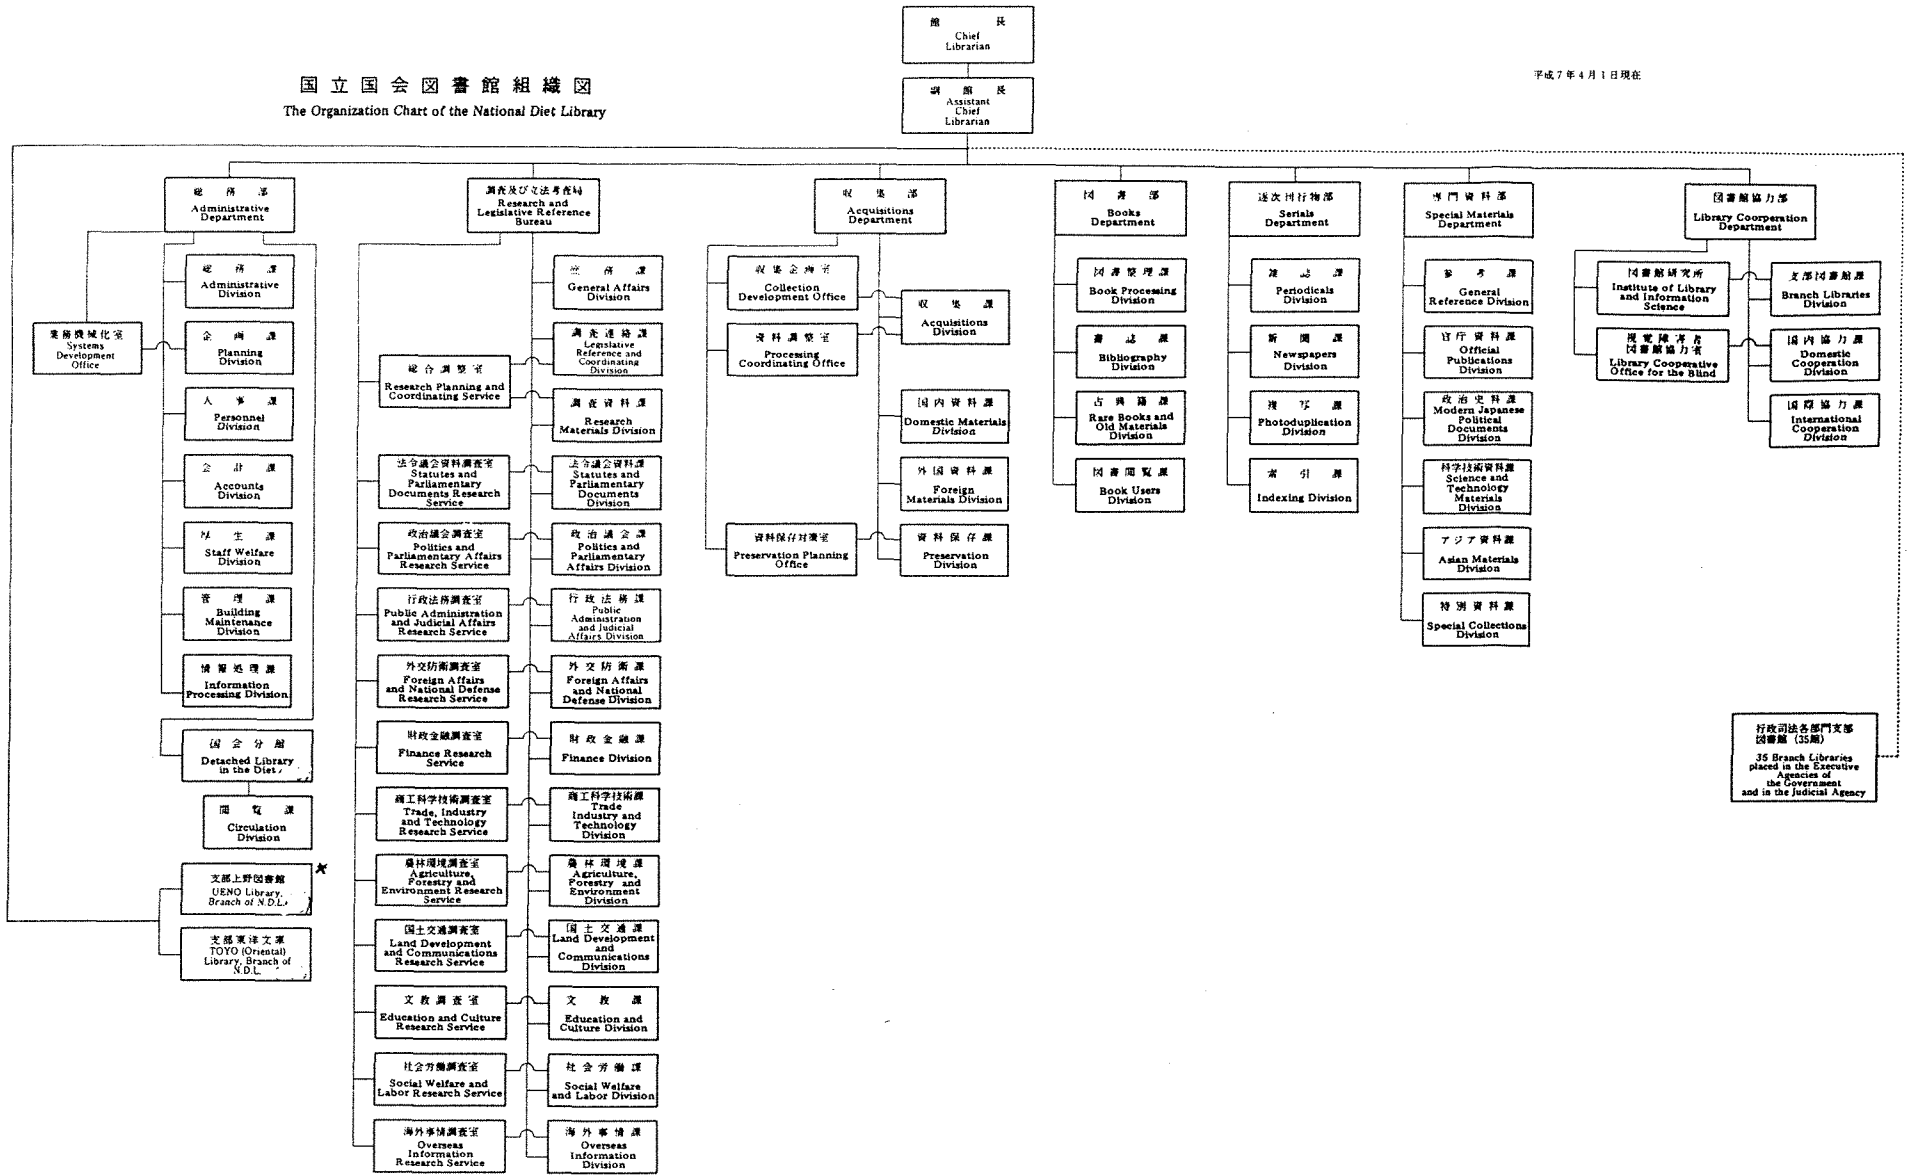 館長
Chief
Librarian
国立国会図書館組織図
The Organization Chart of the National Diet Library
平成7年4月1日現在
副館長
Assistant
Chief
Librarian
総務部
Administrative
Department
業務機械化室
Systems
Development
Office
総務課
Administrative
Division
企画課
Planning
Division
人事課
Personnel
Division
会計課
Accounts
Division
厚生課
Staff Welfare
Division
管理課
Building
Maintenance
Division
情報処理課
Information
Processing Division
国会分館
Detached Library
in the Diet
閲覧課
Circulation
Division
支部上野図書館
UENO Library,
Branch of N.D.L.
支部東洋文庫
TOYO (Oriental)
Library, Branch of
N.D.L.
調査及び立法考査局
Research and
Legislative Reference
Bureau
総合調整室
Research Planning and
Coordinating Service
法令議会資料調査室
Statutes and
Parliamentary
Documents Research
Service
政治議会調査室
Politics and
Parliamentary Affairs
Research Service
行政法務調査室
Public Administration
and Judicial Affairs
Research Service
外交防衛調査室
Foreign Affairs
and National Defense
Research Service
財政金融調査室
Finance Research
Service
商工科学技術調査室
Trade, Industry
and Technology
Research Service
農林環境調査室
Agriculture,
Forestry and
Environment Research
Service
国土交通調査室
Land Development
and Communications
Research Service
文教調査室
Education and Culture
Research Service
社会労働調査室
Social Welfare and
Labor Research Service
海外事情調査室
Overseas
Information
Research Service
庶務課
General Affairs
Division
調査連絡課
Legislative
Reference and
Coordinating
Division
調査資料課
Research
Materials Division
法令議会資料課
Statutes and
Parliamentary
Documents
Division
政治議会課
Politics and
Parliamentary
Affairs Division
行政法務課
Public
Administration
and Judicial
Affairs Division
外交防衛課
Foreign Affairs
and National
Defense Division
財政金融課
Finance Division
商工科学技術課
Trade
Industry and
Technology
Division
農林環境課
Agriculture,
Forestry and
Environment
Division
国土交通課
Land Development
and
Communications
Division
文教課
Education and
Culture Division
社会労働課
Social Welfare
and Labor Division
海外事情課
Overseas
Information
Division
収集部
Acquisitions
Department
収集企画室
Collection
Development Office
資料調整室
Processing
Coordinating Office
資料保存対策室
Preservation Planning
Office
収集課
Acquisitions
Division
国内資料課
Domestic Materials
Division
外国資料課
Foreign
Materials Division
資料保存課
Preservation
Division
図書部
Books
Department
図書整理課
Book Processing
Division
書誌課
Bibliography
Division
古典籍課
Rare Books and
Old Materials
Division
図書閲覧課
Book Users
Division
逐次刊行物部
Serials
Department
雑誌課
Periodicals
Division
新聞課
Newspapers
Division
複写課
Photoduplication
Division
索引課
Indexing Division
専門資料部
Special Materials
Department
参考課
General
Reference Division
官庁資料課
Official
Publications
Division
政治史料課
Modern Japanese
Political
Documents
Division
科学技術資料課
Science and
Technology
Materials
Division
アジア資料課
Asian Materials
Division
特別資料課
Special Collections
Division
図書館協力部
Library Coorperation
Department
図書館研究所
Institute of Library
and Information
Science
視覚障害者
図書館協力室
Library Cooperative
Office for the Blind
支部図書館課
Branch Libraries
Division
国内協力課
Domestic
Cooperation
Division
国際協力課
International
Cooperation
Division
行政司法各部門支部
図書館 (35館)
35 Branch Libraries
placed in the Executive
Agencies of
the Government
and in the Judicial Agency